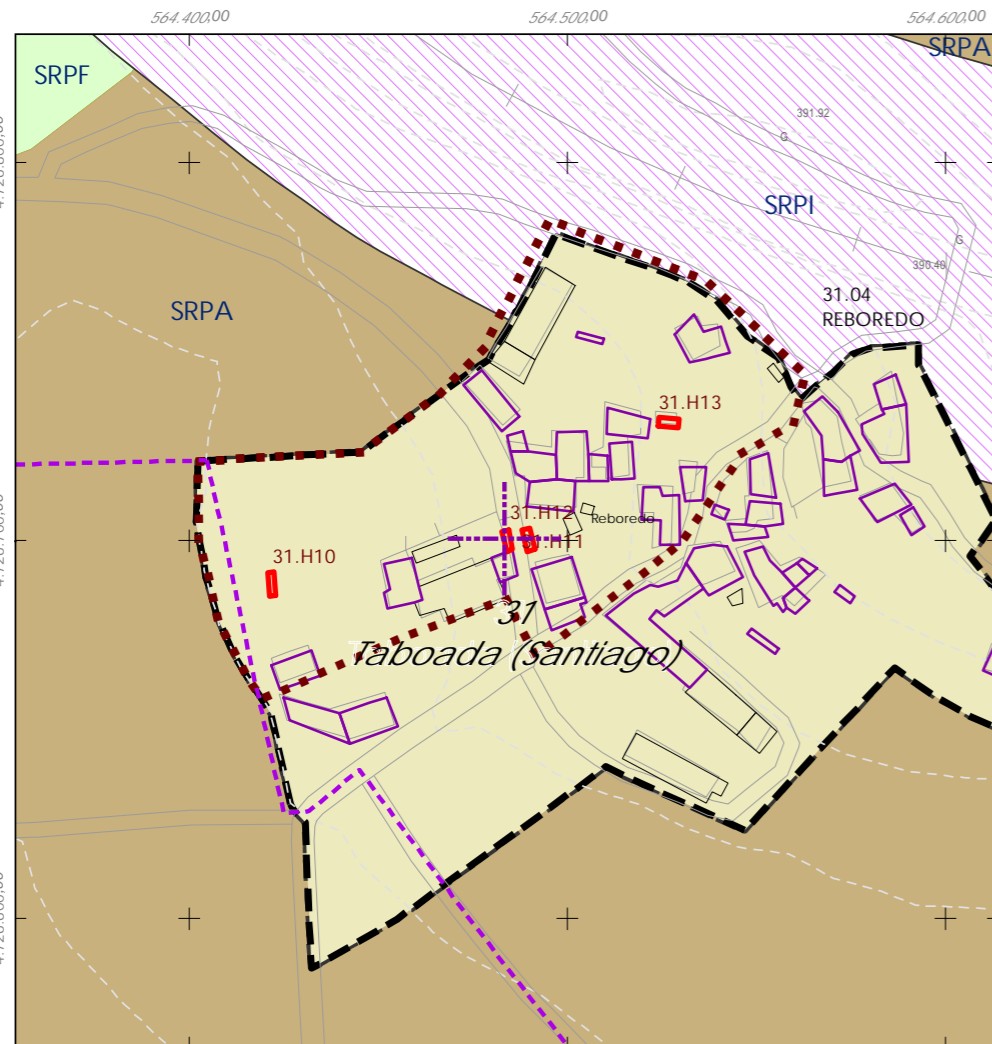 564.400,00
564.500,00
564.600,00
SRPA
SRPF
391.92
G
SRPI
G
390.40
31.04
REBOREDO
SRPA
31.H13
31.H12
Reboredo
31.H11
31.H10
31
Taboada (Santiago)